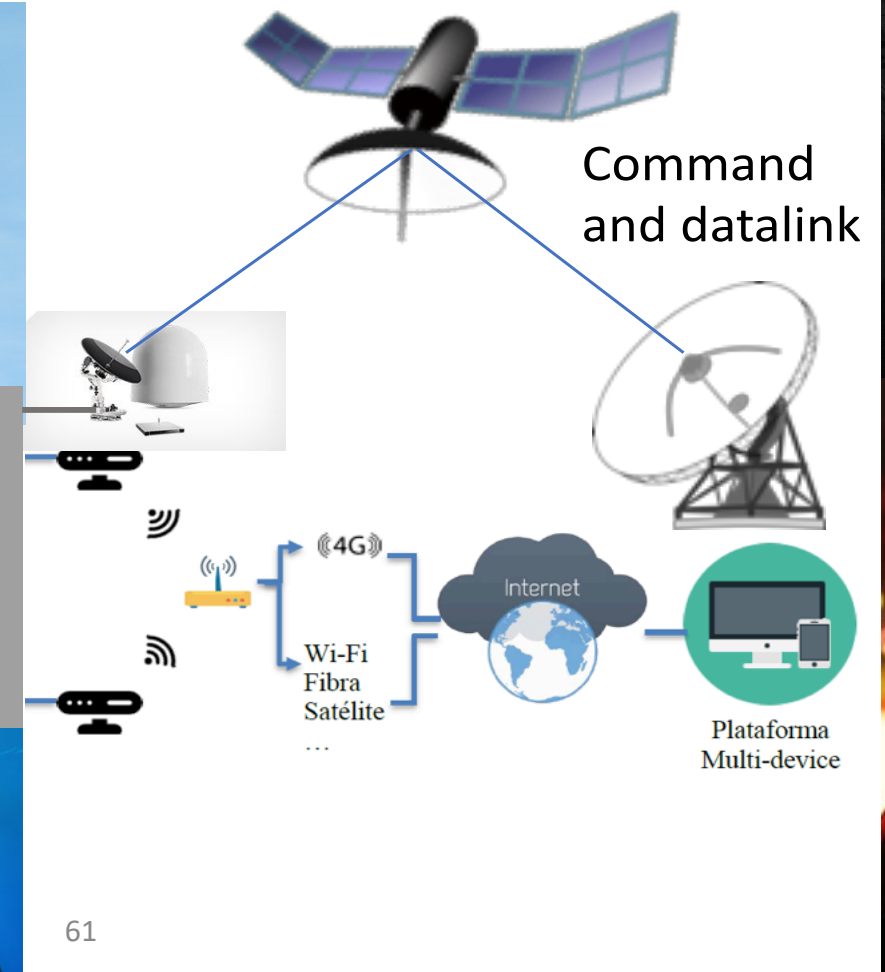 Command
and datalink
4G
Internet
Wi-Fi
Fibra
Satélite
...
Plataforma
Multi-device
61